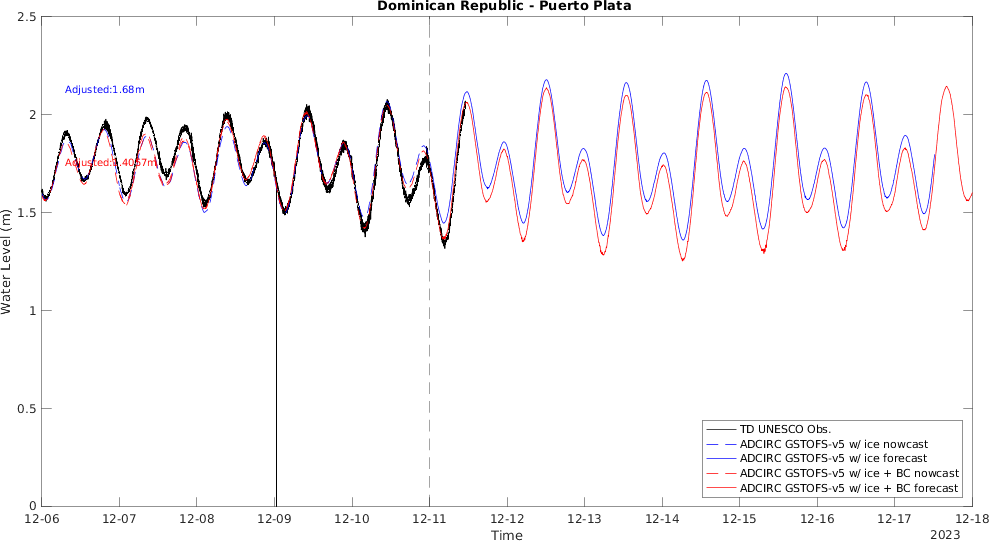 Dominican Republic - Puerto Plata
2.5
2
1.5
1
0.5
0
Water Level (m)
Adjusted:1.68m
TD UNESCO Obs.
ADCIRC GSTOFS-v5 w/ ice nowcast
ADCIRC GSTOFS-v5 w/ ice forecast
ADCIRC GSTOFS-v5 w/ ice + BC nowcast
ADCIRC GSTOFS-v5 w/ ice + BC forecast
12-06 12-07 12-08 12-09 12-10 12-11 12-12 12-13 12-14 12-15 12-16 12-17 12-18
Time
2023